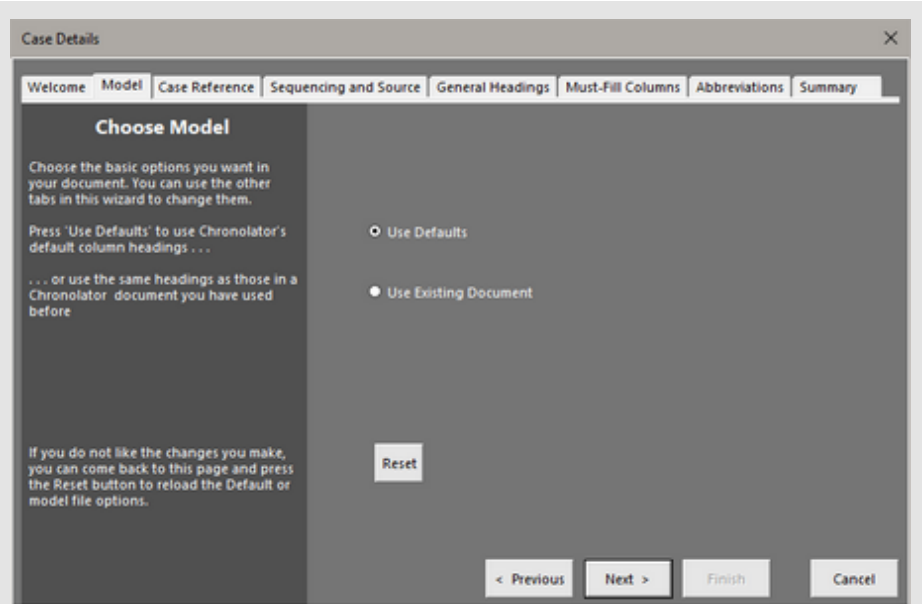 Case Details
Welcome Model Case Reference Sequencing and Source General Headings Must-Fill Columns Abbreviations Summary
Choose Model
Choose the basic options you want in
your document. You can use the other
tabs in this wizard to change them.
Press 'Use Defaults' to use Chronolator's
default column headings . . .
. . . or use the same headings as those in a
Chronolator document you have used
before
If you do not like the changes you make,
you can come back to this page and press
the Reset button to reload the Default or
model file options.
Use Defaults
Use Existing Document
Reset
< Previous Next > Finish Cancel